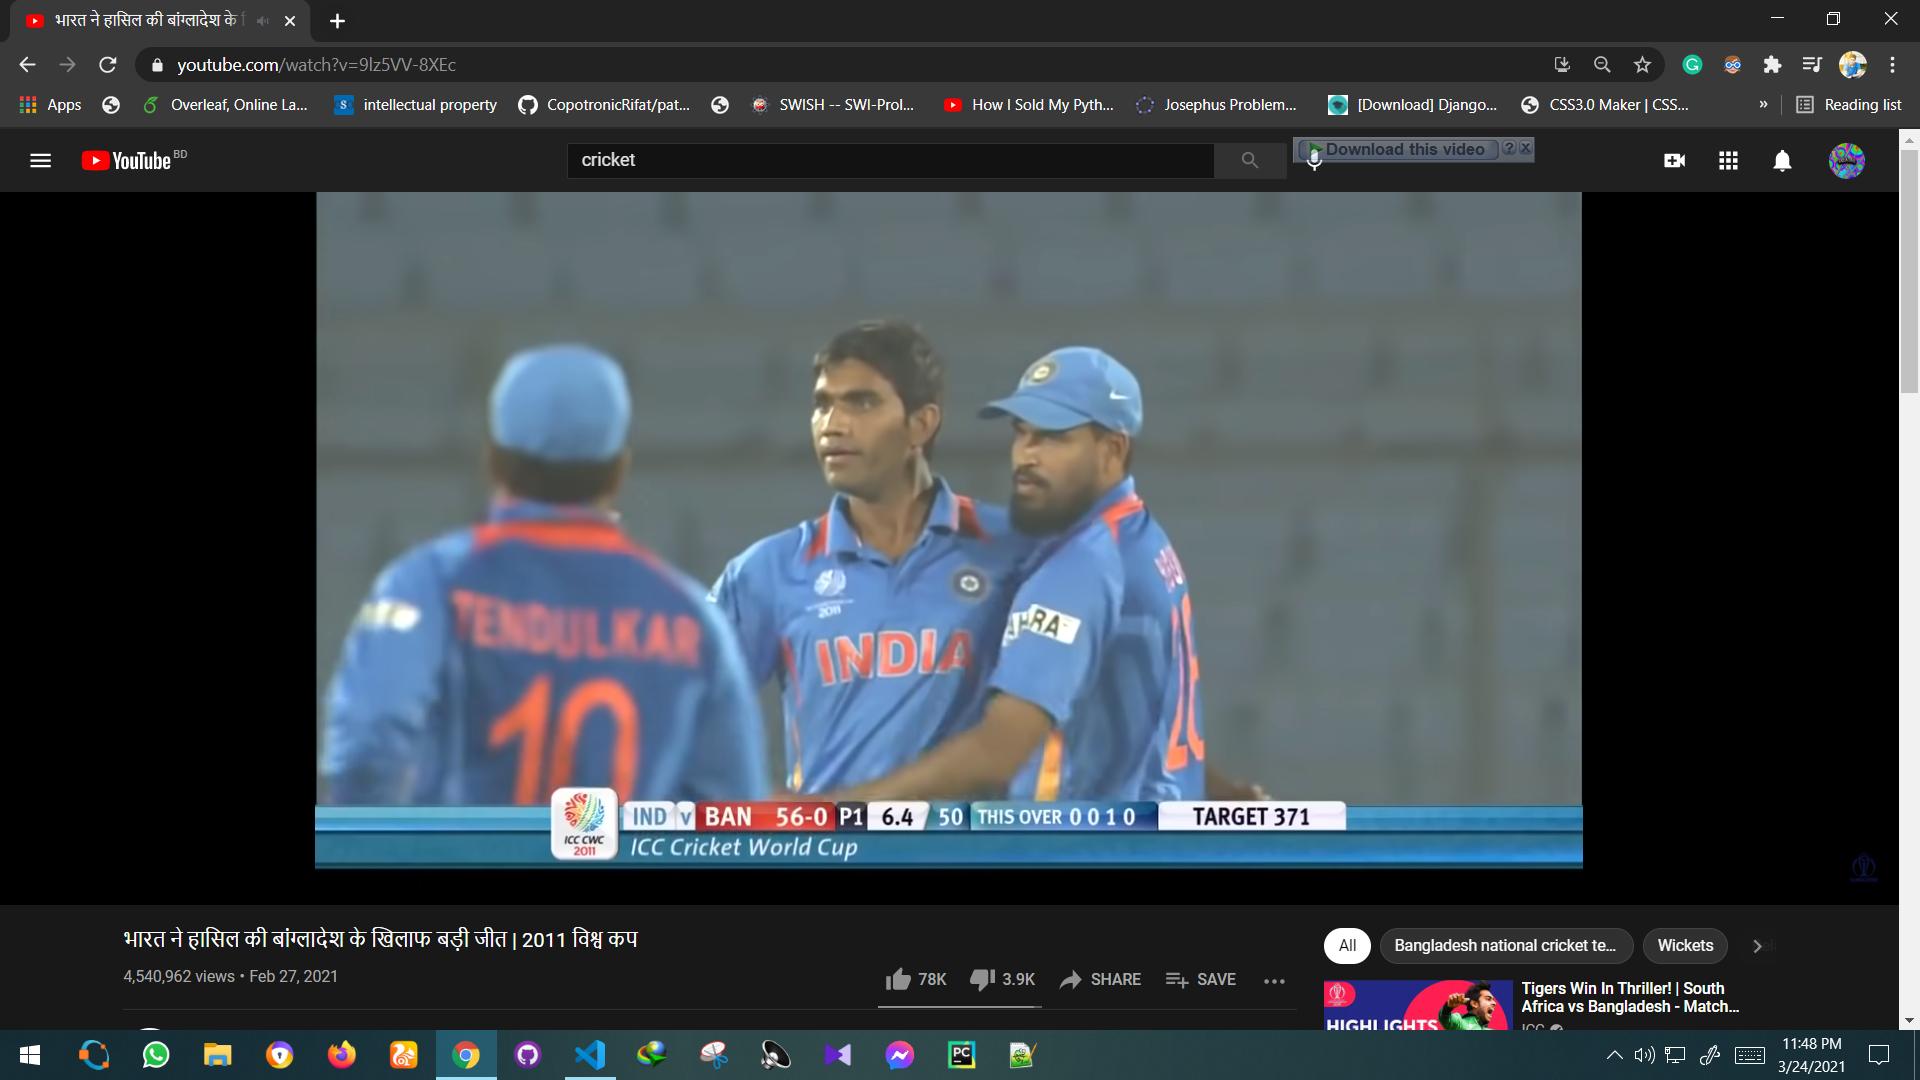 भारत ने हासिल की बांग्लादेश के
youtube.com/watch?v=9lz5VV-8XEc
Apps
Overleaf, Online La...
intellectual property
CopotronicRifat/pat...
SWISH -- SWI-Prol...
How I Sold My Pyth...
Josephus Problem...
[Download] Django...
CSS3.0 Maker | CSS...
»
Reading list
YouTube BD
cricket
Download this video ? x
TENDULKAR
10
2011
INDIA
IND v BAN 56-0 P1 6.4 50 THIS OVER 0 0 1 0 TARGET 371
ICC CWC
2011
ICC Cricket World Cup
भारत ने हासिल की बांग्लादेश के खिलाफ बड़ी जीत | 2011 विश्व कप
4,540,962 views • Feb 27, 2021
78K
3.9K
SHARE
SAVE
All
Bangladesh national cricket te...
Wickets
Tigers Win In Thriller! | South
Africa vs Bangladesh - Match...
ICC
HIGHLIGHTS
PC
11:48 PM
3/24/2021